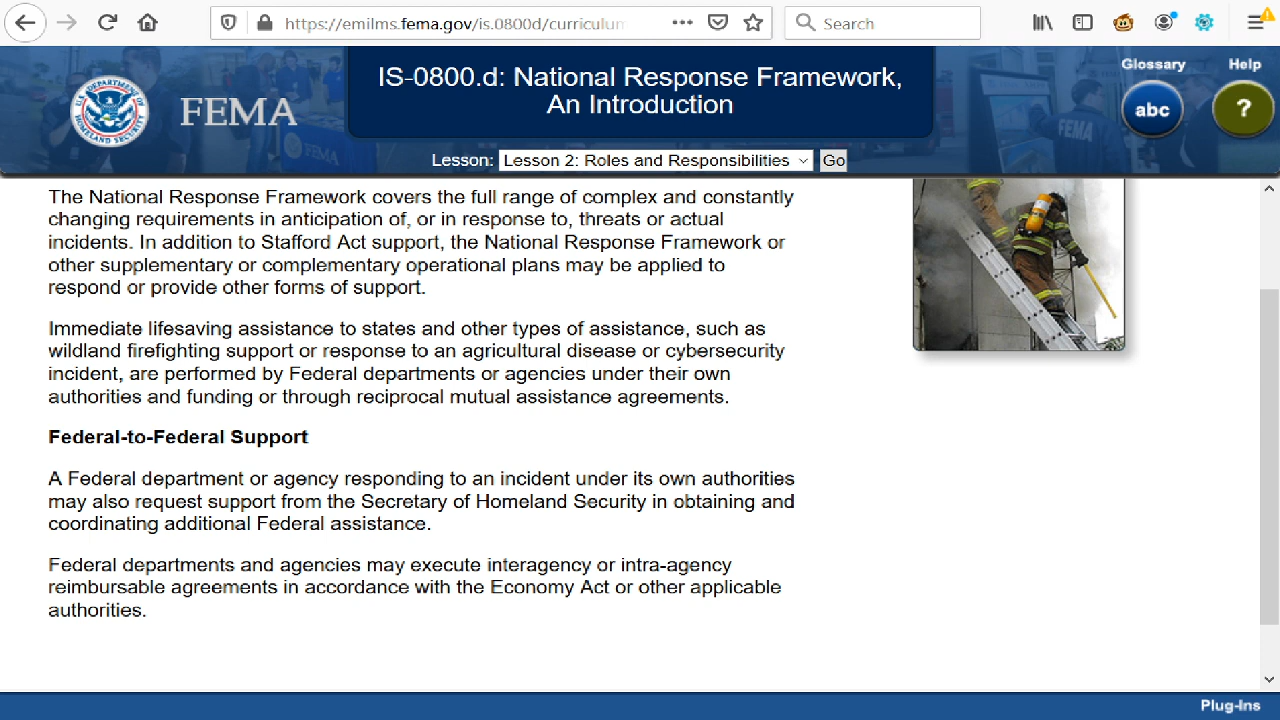 https://emilms.fema.gov/is.0800d/curriculum
Search
FEMA
IS-0800.d: National Response Framework,
An Introduction
Glossary
abc
Help
?
Lesson: Lesson 2: Roles and Responsibilities Go
The National Response Framework covers the full range of complex and constantly
changing requirements in anticipation of, or in response to, threats or actual
incidents. In addition to Stafford Act support, the National Response Framework or
other supplementary or complementary operational plans may be applied to
respond or provide other forms of support.
Immediate lifesaving assistance to states and other types of assistance, such as
wildland firefighting support or response to an agricultural disease or cybersecurity
incident, are performed by Federal departments or agencies under their own
authorities and funding or through reciprocal mutual assistance agreements.
Federal-to-Federal Support
A Federal department or agency responding to an incident under its own authorities
may also request support from the Secretary of Homeland Security in obtaining and
coordinating additional Federal assistance.
Federal departments and agencies may execute interagency or intra-agency
reimbursable agreements in accordance with the Economy Act or other applicable
authorities.
Plug-Ins